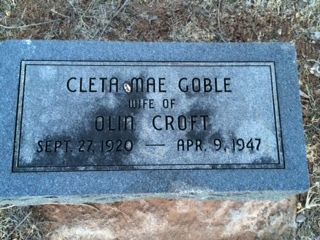 CLETA MAE GOBLE
WIFE OF
OLIN CROFT
SEPT. 27, 1920 — APR. 9, 1947